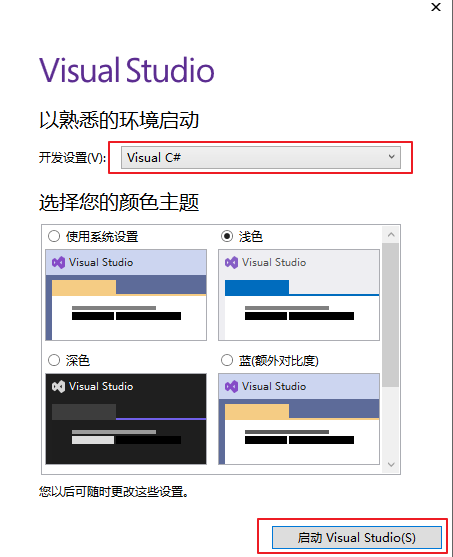 Visual Studio
以熟悉的环境启动
开发设置(V):
Visual C#
选择您的颜色主题
使用系统设置
浅色
Visual Studio
Visual Studio
深色
蓝(额外对比度)
Visual Studio
Visual Studio
您以后可随时更改这些设置。
启动 Visual Studio(S)